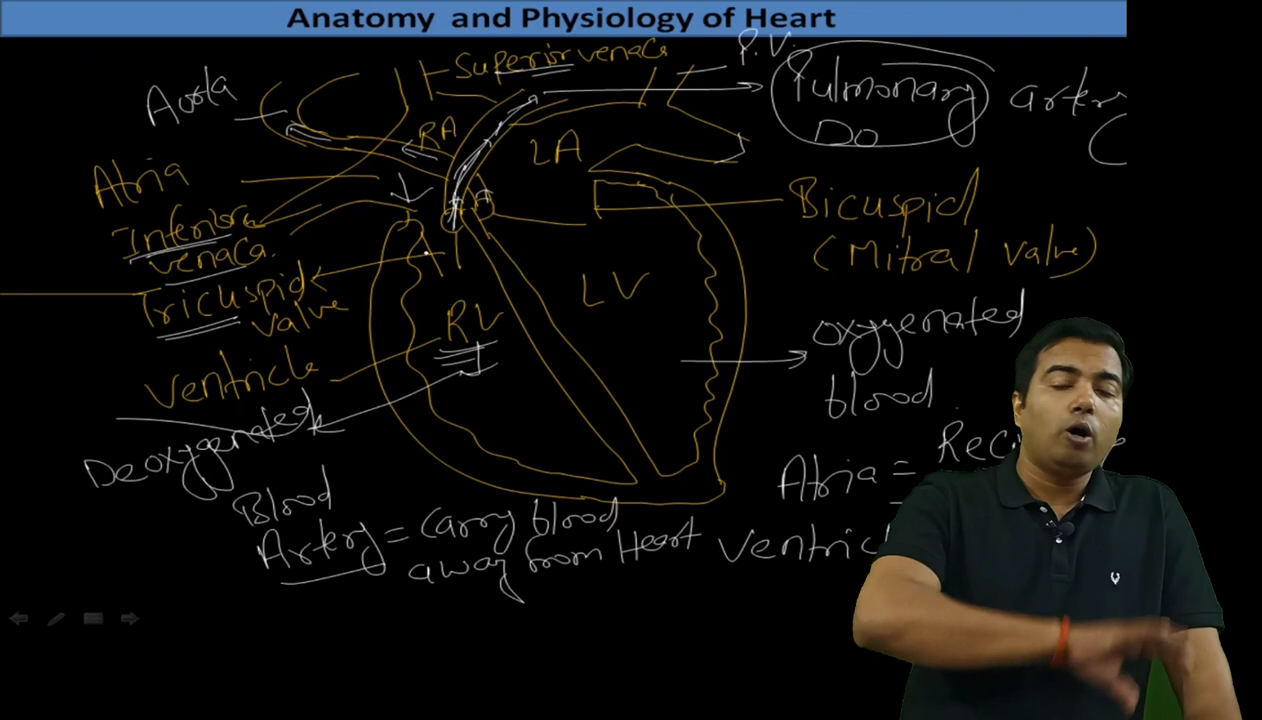 Anatomy and Physiology of Heart
Superior venaca
P.V.
Aorta
Pulmonary artery
DO
(
RA
LA
Atria
Bicuspid
(Mitral valve)
Inferior
venaca.
Tricuspid
valve
LV
RV
oxygenated
blood
ventricle
Deoxygenated
Blood
Atria =
Artery = Carry blood
away from Heart